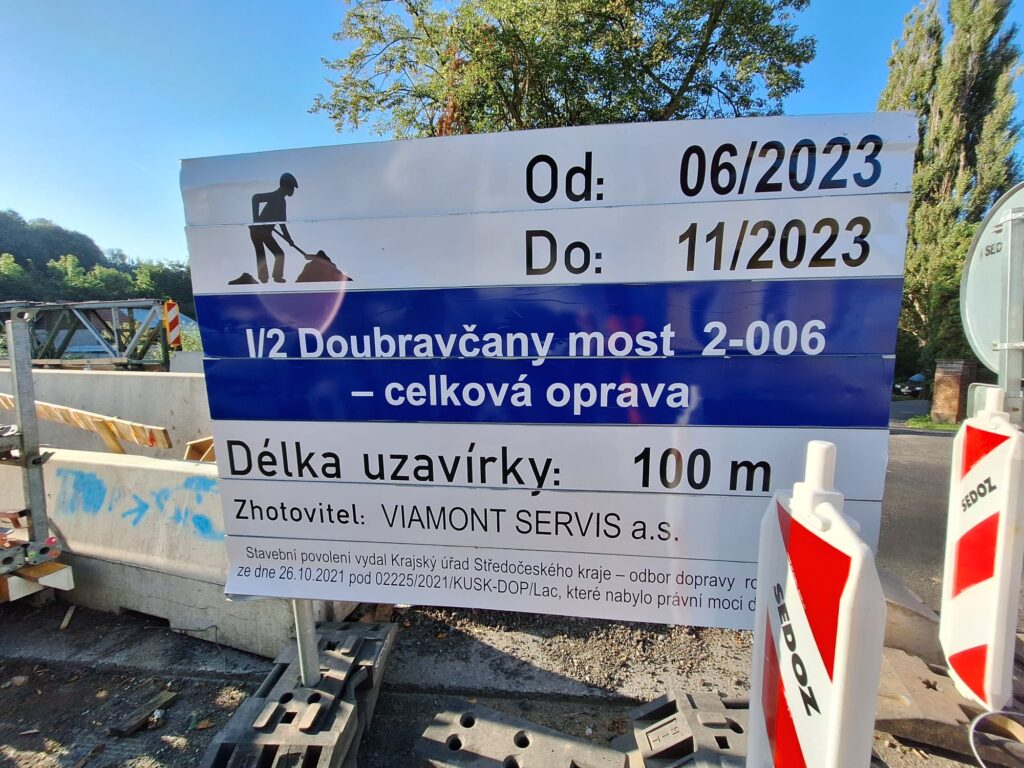 Od: 06/2023
Do: 11/2023
I/2 Doubravčany most 2-006
– celková oprava
Délka uzavírky: 100 m
Zhotovitel: VIAMONT SERVIS a.s.
Stavební povolení vydal Krajský úřad Středočeského kraje – odbor dopravy
ze dne 26.10.2021 pod 02225/2021/KUSK-DOP/Lac, které nabylo právní moci
SEDOZ
SEDOZ